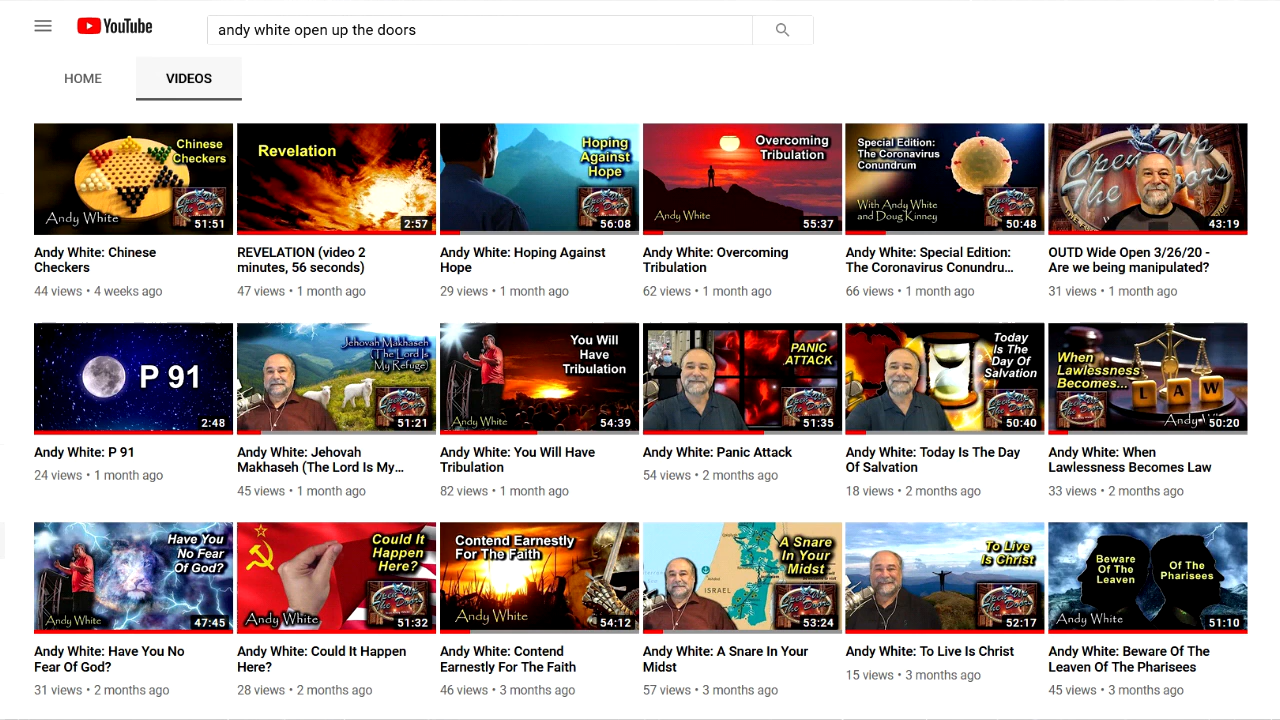 YouTube
andy white open up the doors
HOME
VIDEOS
Chinese
Checkers
Andy White
51:51
Revelation
2:57
Hoping
Against
Hope
56:08
Overcoming
Tribulation
Andy White
55:37
Special Edition:
The Coronavirus
Conundrum
With Andy White
and Doug Kinney
50:48
Open Up
The Doors
43:19
Andy White: Chinese
Checkers
44 views • 4 weeks ago
REVELATION (video 2
minutes, 56 seconds)
47 views • 1 month ago
Andy White: Hoping Against
Hope
29 views • 1 month ago
Andy White: Overcoming
Tribulation
62 views • 1 month ago
Andy White: Special Edition:
The Coronavirus Conundru...
66 views • 1 month ago
OUTD Wide Open 3/26/20 -
Are we being manipulated?
31 views • 1 month ago
P 91
2:48
Jehovah Makhaseh
(The Lord Is
My Refuge)
51:21
You Will
Have
Tribulation
Andy White
54:39
PANIC
ATTACK
51:35
Today
Is The
Day Of
Salvation
50:40
When
Lawlessness
Becomes...
LAW
Andy
50:20
Andy White: P 91
24 views • 1 month ago
Andy White: Jehovah
Makhaseh (The Lord Is My...
45 views • 1 month ago
Andy White: You Will Have
Tribulation
82 views • 1 month ago
Andy White: Panic Attack
54 views • 2 months ago
Andy White: Today Is The Day
Of Salvation
18 views • 2 months ago
Andy White: When
Lawlessness Becomes Law
33 views • 2 months ago
Have You
No Fear
Of God?
Andy White
47:45
Could It
Happen
Here?
Andy White
51:32
Contend Earnestly
For The Faith
Andy White
54:12
A Snare
In Your
Midst
ISRAEL
53:24
To Live
Is Christ
52:17
Beware
Of The
Leaven
Of The
Pharisees
Andy White
51:10
Andy White: Have You No
Fear Of God?
31 views • 2 months ago
Andy White: Could It Happen
Here?
28 views • 2 months ago
Andy White: Contend
Earnestly For The Faith
46 views • 3 months ago
Andy White: A Snare In Your
Midst
57 views • 3 months ago
Andy White: To Live Is Christ
15 views • 3 months ago
Andy White: Beware Of The
Leaven Of The Pharisees
45 views • 3 months ago